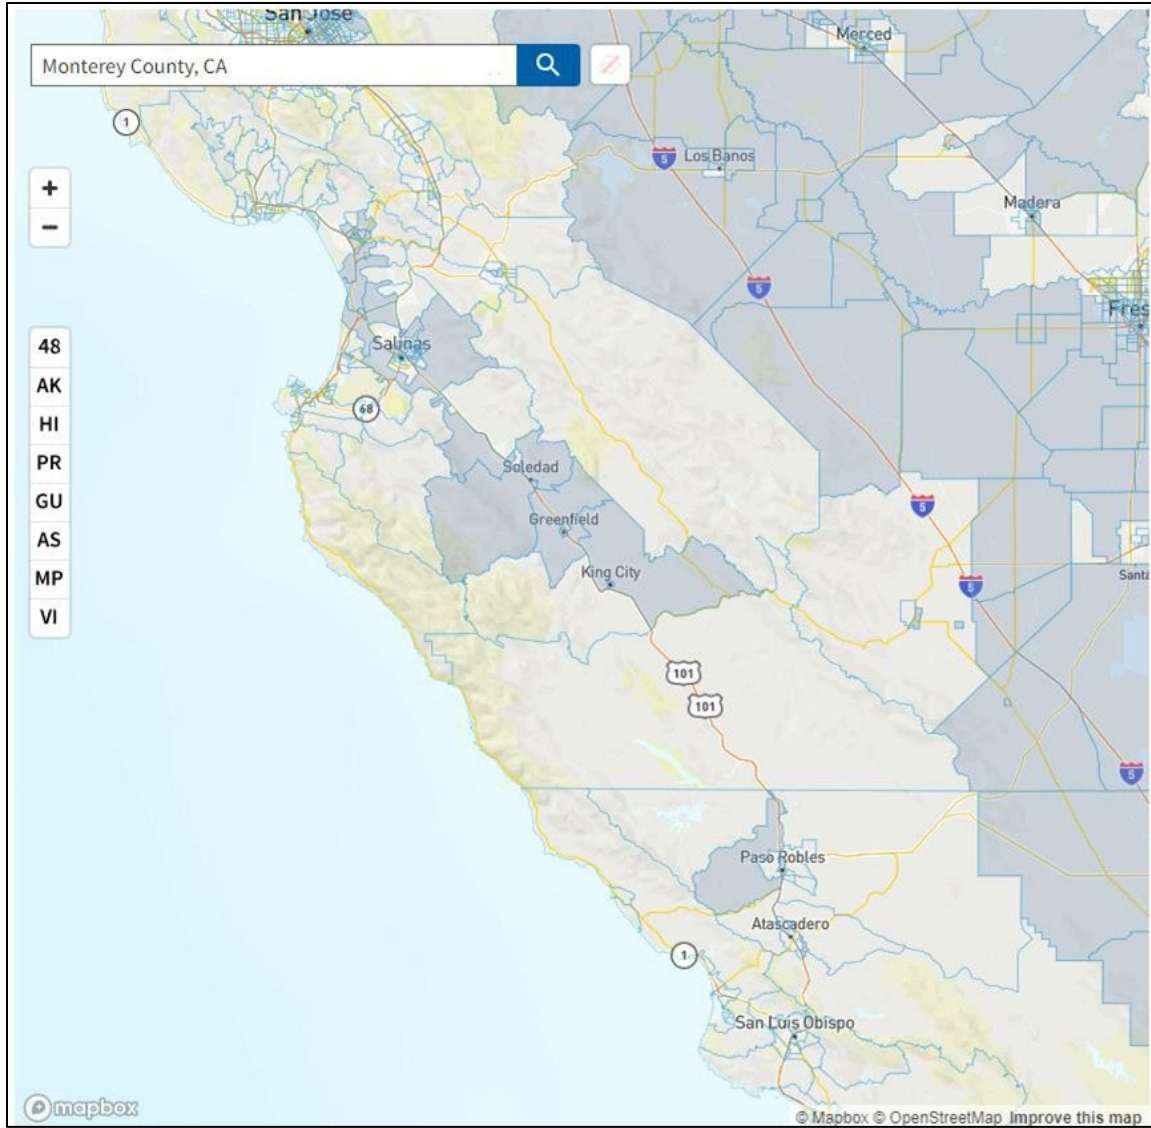 San Jose
Merced
Monterey County, CA
1
5
Los Banos
+
−
Madera
5
Fres
48
Salinas
AK
68
HI
PR
Soledad
GU
5
Greenfield
AS
MP
King City
5
Santa
VI
101
101
5
Paso Robles
Atascadero
1
San Luis Obispo
mapbox
© Mapbox © OpenStreetMap Improve this map